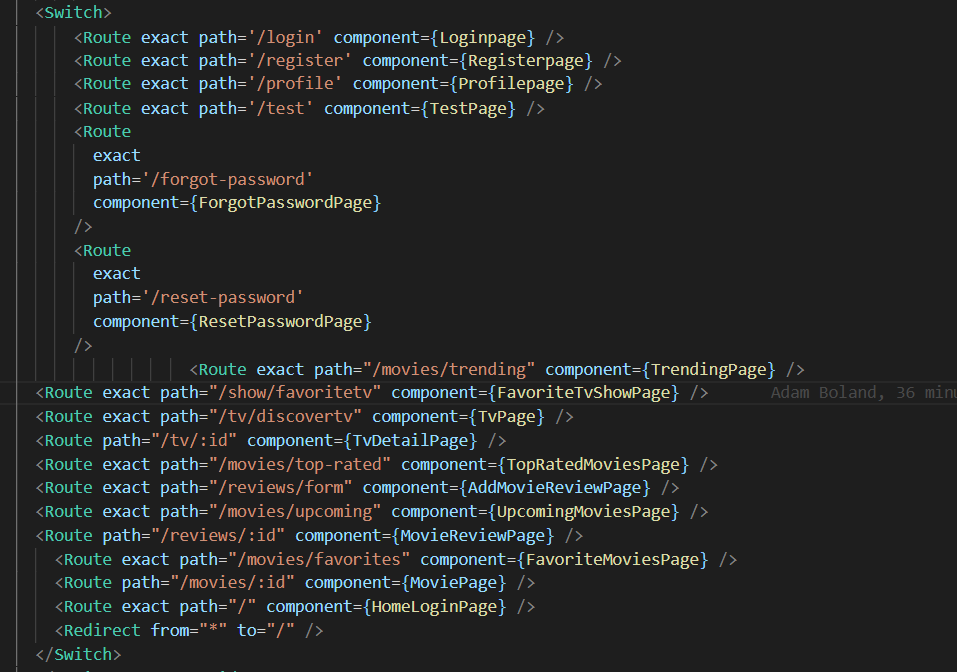 <Switch>
<Route exact path='/login' component={Loginpage} />
<Route exact path='/register' component={Registerpage} />
<Route exact path='/profile' component={Profilepage} />
<Route exact path='/test' component={TestPage} />
<Route
exact
path='/forgot-password'
component={ForgotPasswordPage}
/>
<Route
exact
path='/reset-password'
component={ResetPasswordPage}
/>
<Route exact path="/movies/trending" component={TrendingPage} />
<Route exact path="/show/favoritetv" component={FavoriteTvShowPage} /> Adam Boland, 36
<Route exact path="/tv/discovertv" component={TvPage} />
<Route path="/tv/:id" component={TvDetailPage} />
<Route exact path="/movies/top-rated" component={TopRatedMoviesPage} />
<Route exact path="/reviews/form" component={AddMovieReviewPage} />
<Route exact path="/movies/upcoming" component={UpcomingMoviesPage} />
<Route path="/reviews/:id" component={MovieReviewPage} />
<Route exact path="/movies/favorites" component={FavoriteMoviesPage} />
<Route path="/movies/:id" component={MoviePage} />
<Route exact path="/" component={HomeLoginPage} />
<Redirect from="*" to="/" />
</Switch>